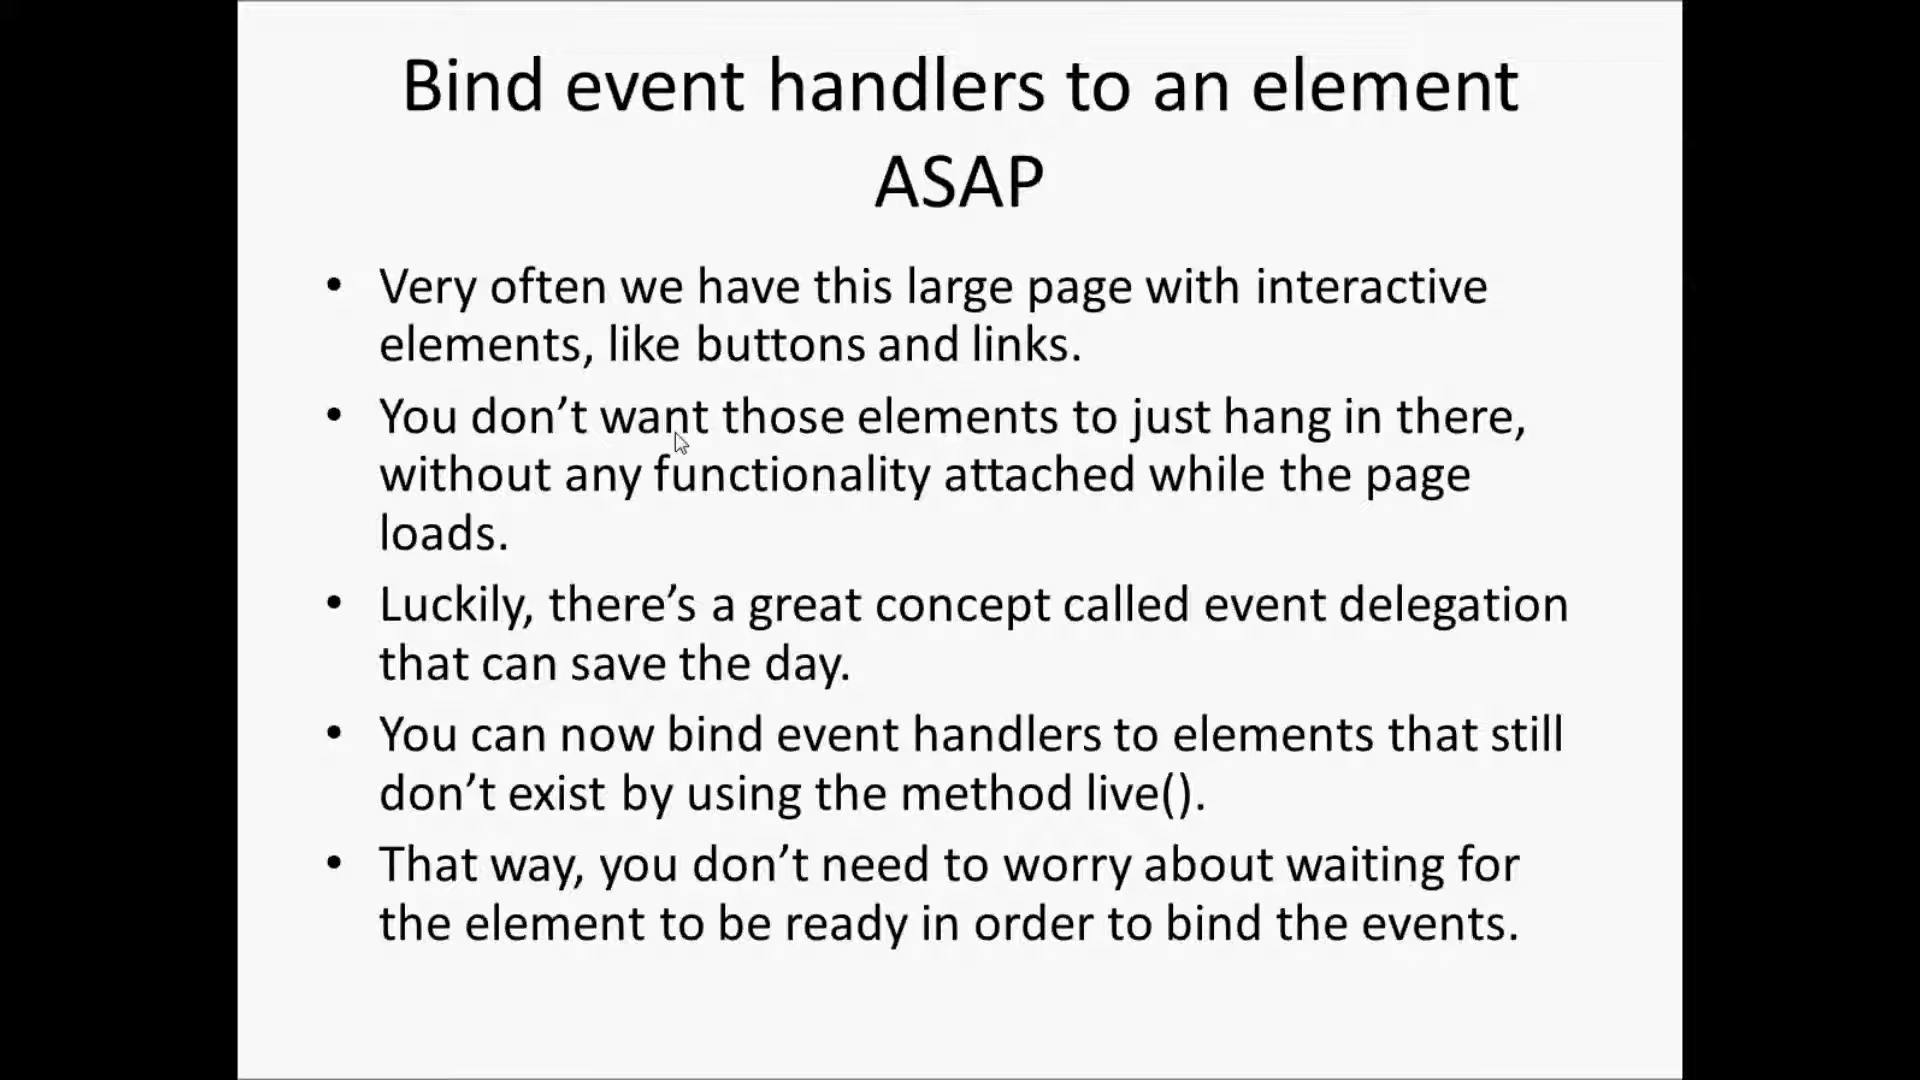 Bind event handlers to an element
ASAP
• Very often we have this large page with interactive
elements, like buttons and links.
• You don’t want those elements to just hang in there,
without any functionality attached while the page
loads.
• Luckily, there’s a great concept called event delegation
that can save the day.
• You can now bind event handlers to elements that still
don’t exist by using the method live().
• That way, you don’t need to worry about waiting for
the element to be ready in order to bind the events.